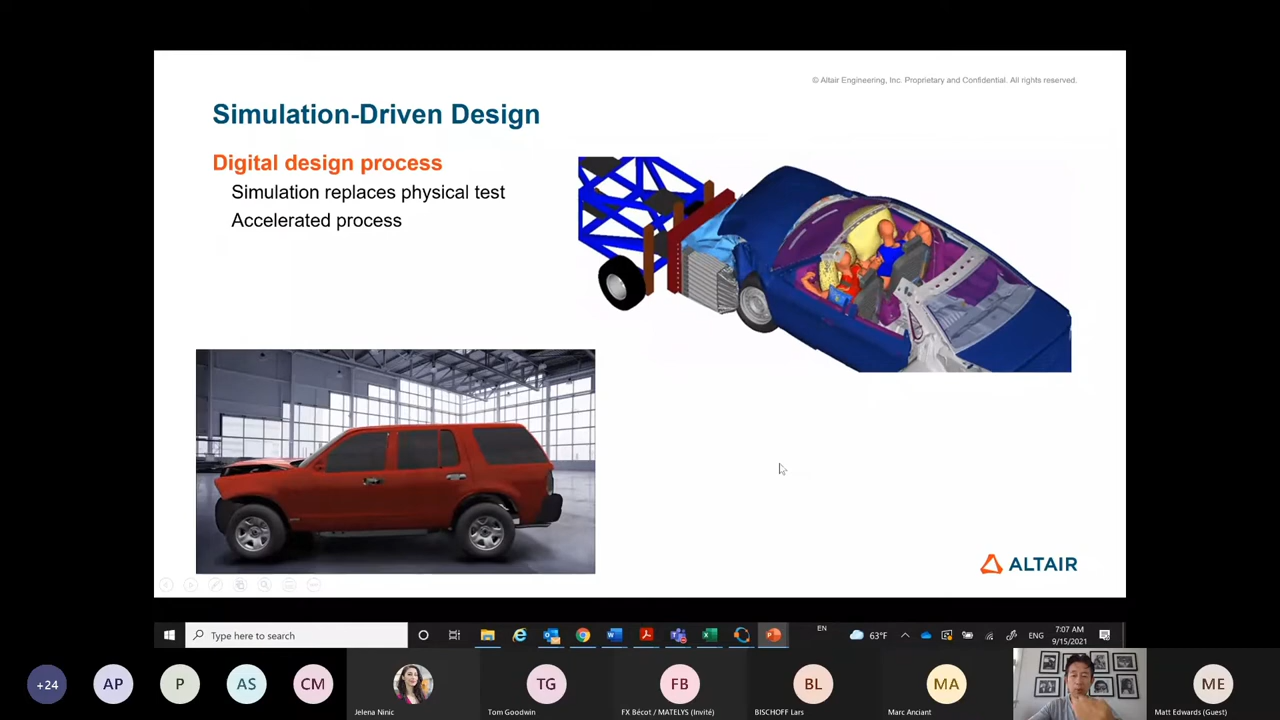 © Altair Engineering, Inc. Proprietary and Confidential. All rights reserved.
Simulation-Driven Design
Digital design process
Simulation replaces physical test
Accelerated process
ALTAIR
Type here to search
EN
63°F
ENG
7:07 AM
9/15/2021
+24
AP
P
AS
CM
TG
FB
BL
MA
ME
Jelena Ninic
Tom Goodwin
FX Bécot / MATELYS (Invité)
BISCHOFF Lars
Marc Anciant
Matt Edwards (Guest)